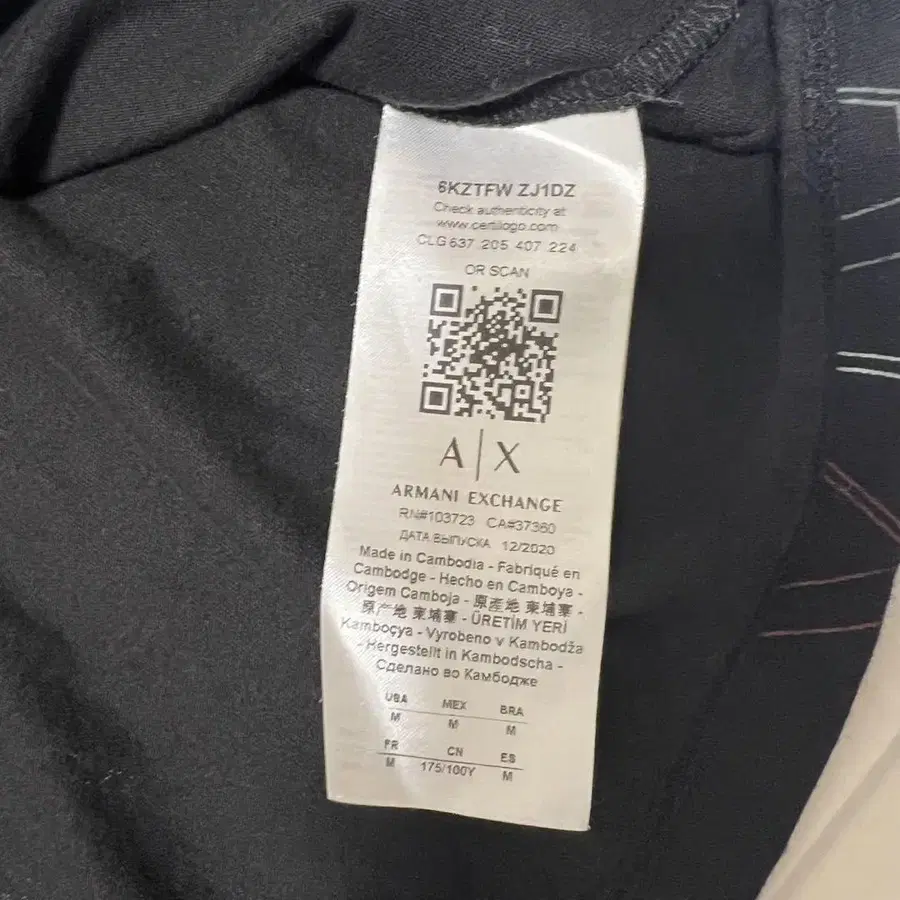 6KZTFW ZJ1DZ
Check authenticity at
www.certilogo.com
CLG 637 205 407 224
OR SCAN
A|X
ARMANI EXCHANGE
RN#103723 CA#37360
ДАТА ВЫПУСКА 12/2020
Made in Cambodia - Fabriqué en
Cambodge - Hecho en Camboya -
Origem Camboja - 原産地 柬埔寨 -
原产地 柬埔寨 - ÜRETİM YERİ
Kamboçya - Vyrobeno v Kambodža
- Hergestellt in Kambodscha -
Сделано во Камбодже
USA MEX BRA
M M M
FR CN ES
M 175/100Y M